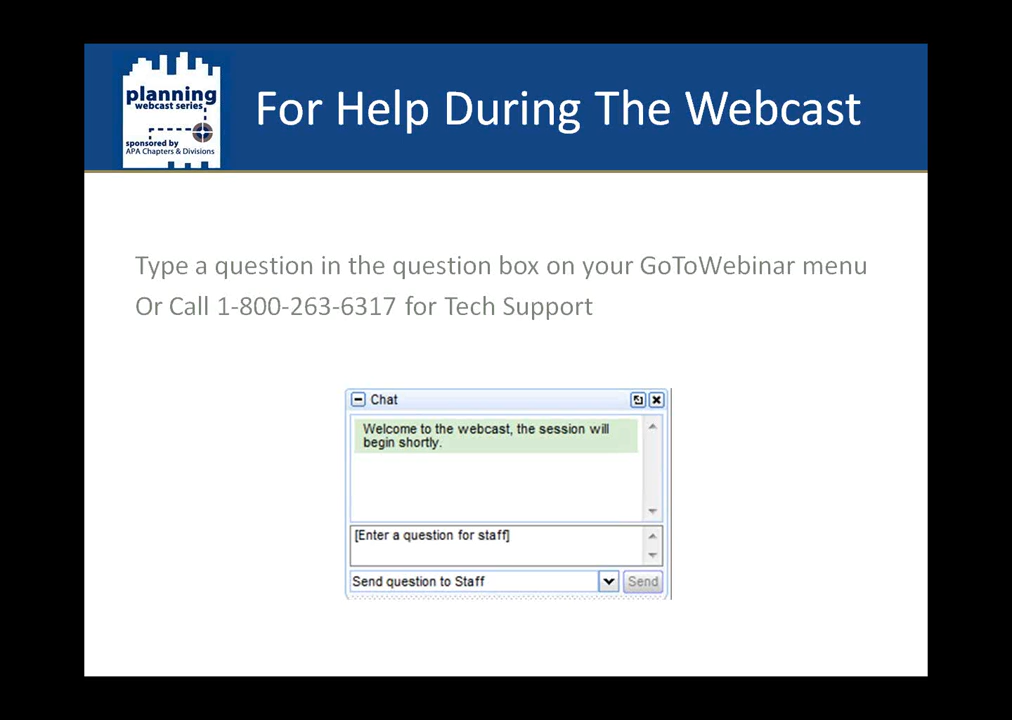 planning
webcast series
sponsored by
APA Chapters & Divisions
For Help During The Webcast
Type a question in the question box on your GoToWebinar menu
Or Call 1-800-263-6317 for Tech Support
Chat
Welcome to the webcast, the session will
begin shortly.
[Enter a question for staff]
Send question to Staff
Send